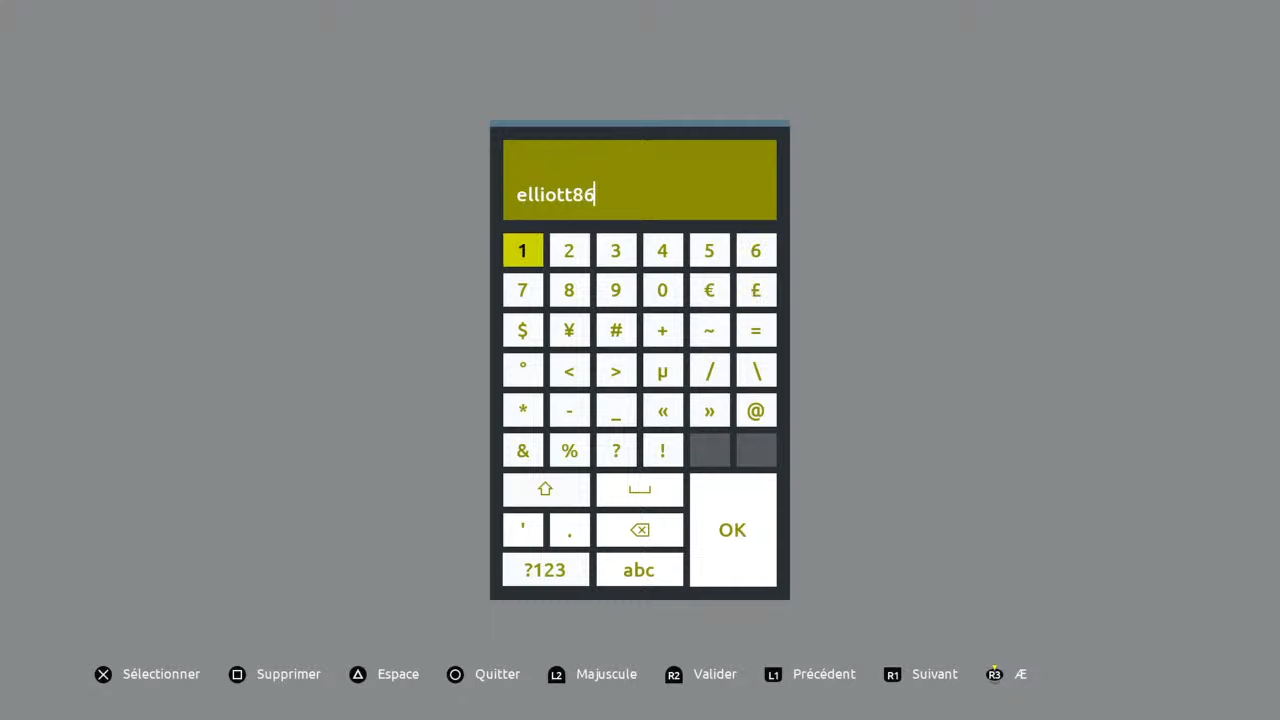 elliott86
1 2 3 4 5 6
7 8 9 0 € £
$ ¥ # + ~ =
° < > µ / \
* - _ « » @
& % ? !
' . OK
?123 abc
Sélectionner Supprimer Espace Quitter L2 Majuscule R2 Valider L1 Précédent R1 Suivant R3 Æ